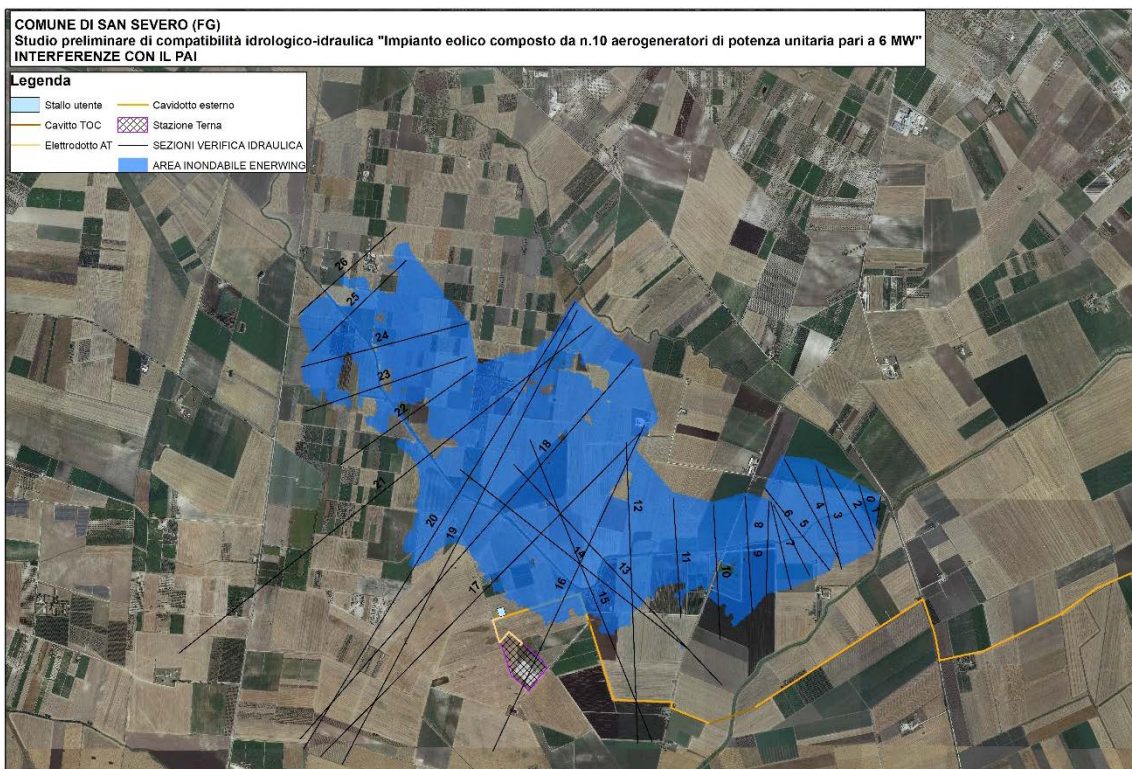 COMUNE DI SAN SEVERO (FG)
Studio preliminare di compatibilità idrologico-idraulica "Impianto eolico composto da n.10 aerogeneratori di potenza unitaria pari a 6 MW"
INTERFERENZE CON IL PAI
Legenda
Stallo utente
Cavidotto esterno
Cavitto TOC
Stazione Terna
Elettrodotto AT
SEZIONI VERIFICA IDRAULICA
AREA INONDABILE ENERWING
26
25
24
23
22
21
20
19
18
17
16
14
15
13
12
11
10
9
8
7
6
5
4
3
2
1
0